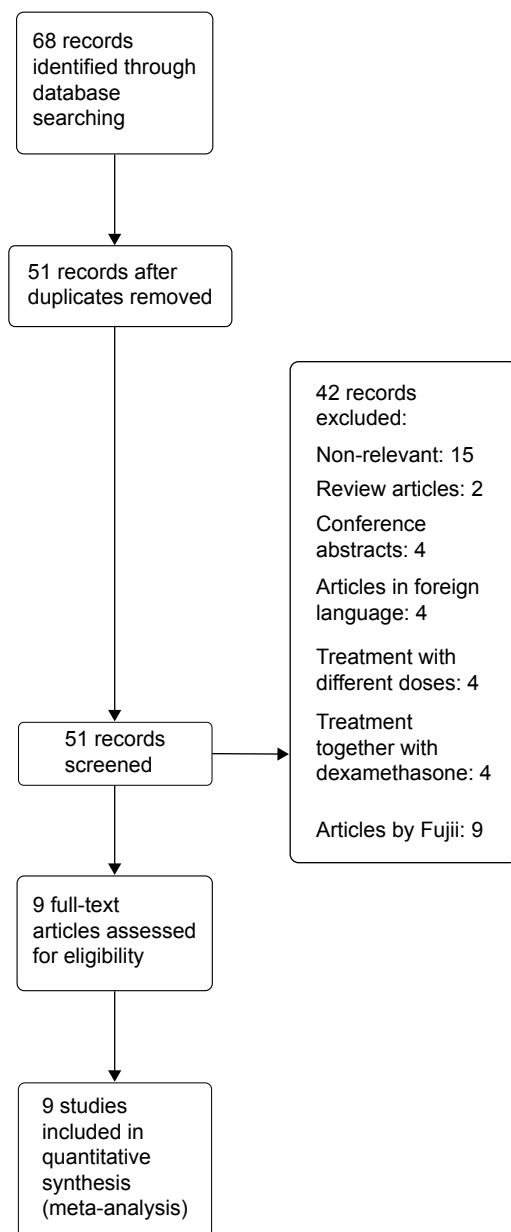 68 records
identified through
database
searching
51 records after
duplicates removed
42 records
excluded:
Non-relevant: 15
Review articles: 2
Conference
abstracts: 4
Articles in foreign
language: 4
Treatment with
different doses: 4
Treatment
together with
dexamethasone: 4
Articles by Fujii: 9
51 records
screened
9 full-text
articles assessed
for eligibility
9 studies
included in
quantitative
synthesis
(meta-analysis)